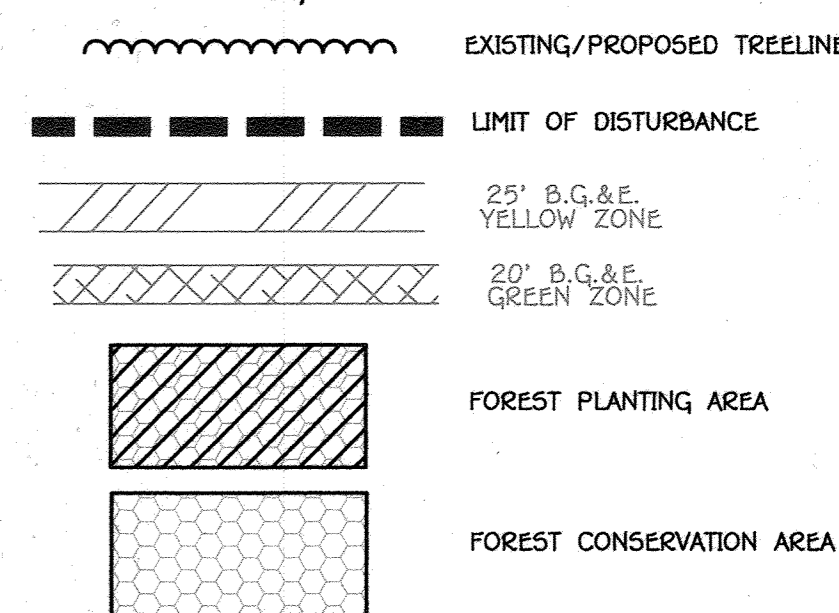 EXISTING/PROPOSED TREELINE
LIMIT OF DISTURBANCE
25' B.G.&E.
YELLOW ZONE
20' B.G.&E.
GREEN ZONE
FOREST PLANTING AREA
FOREST CONSERVATION AREA